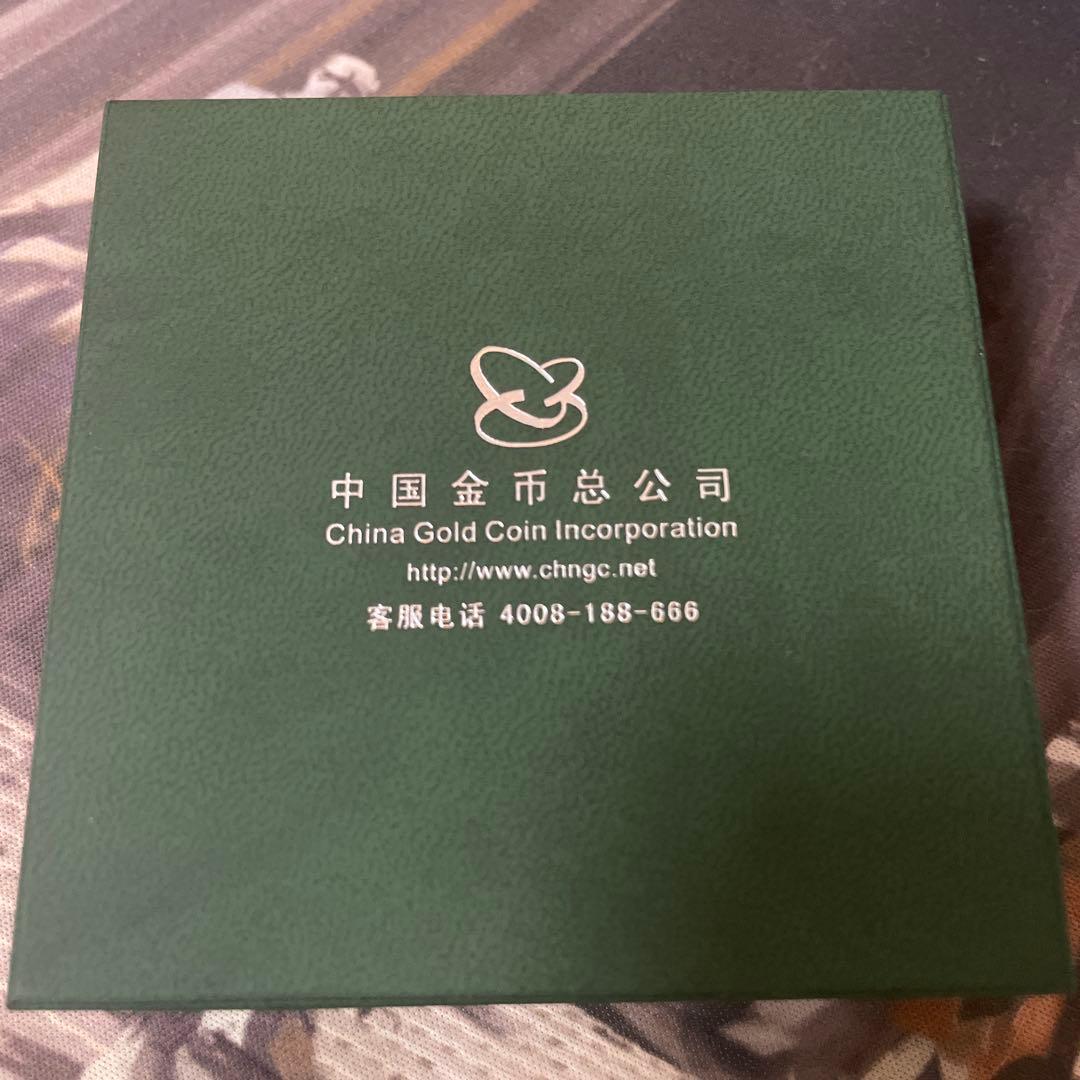 中国金币总公司
China Gold Coin Incorporation
http://www.chngc.net
客服电话 4008-188-666